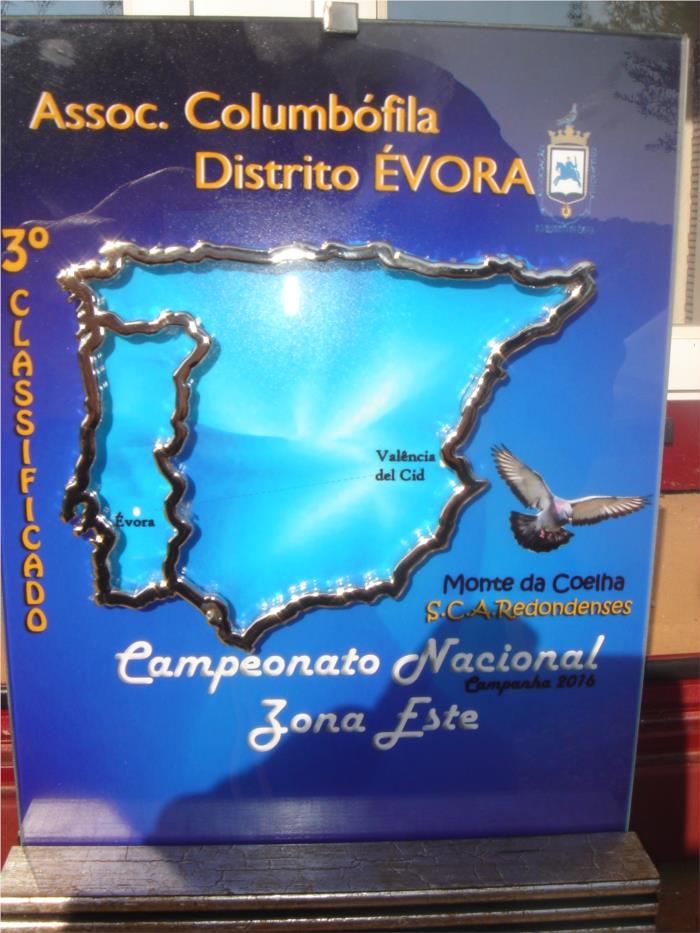 Assoc. Columbófila
Distrito ÉVORA
3º CLASSIFICADO
Valência
del Cid
Évora
Monte da Coelha
S.C.A.Redondenses
Campeonato Nacional
Campanha 2016
Zona Este